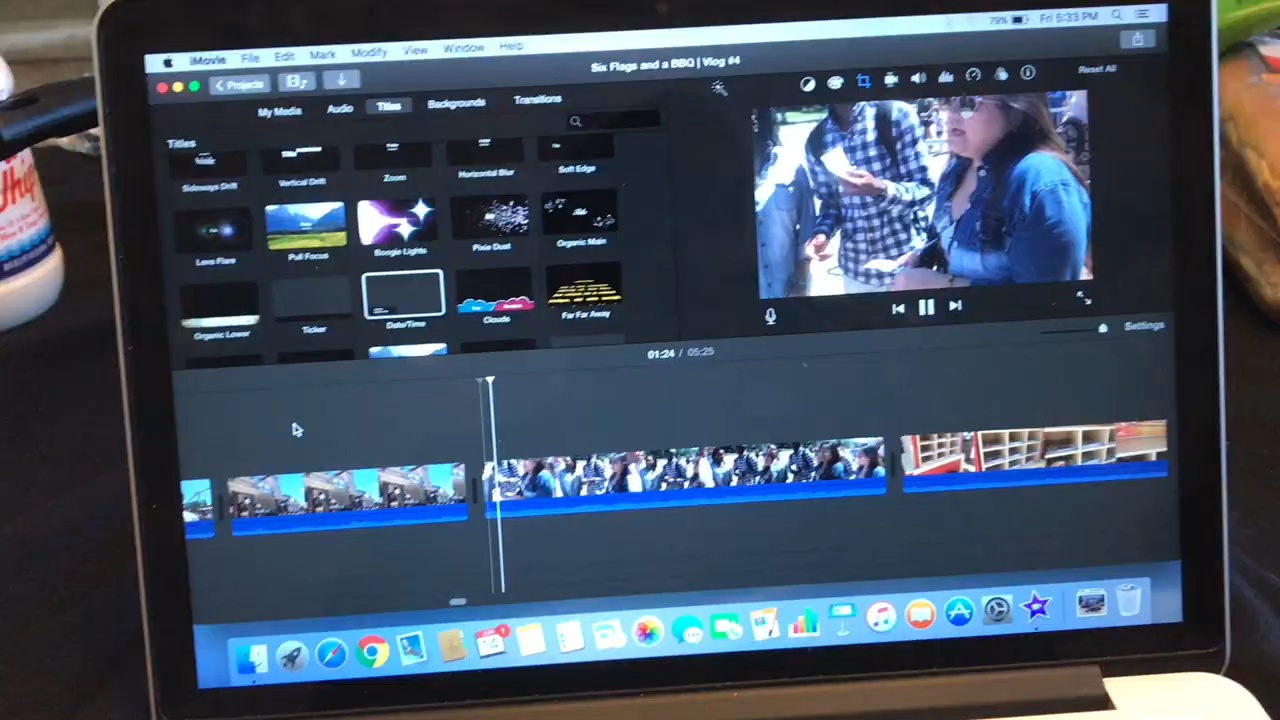 iMovie File Edit Mark Modify View Window Help 79% Fri 5:33 PM
Projects Six Flags and a BBQ | Vlog #4
My Media Audio Titles Backgrounds Transitions Reset All
Titles
Sideways Drift Vertical Drift Zoom Horizontal Blur Soft Edge
Lens Flare Pull Focus Boogie Lights Pixie Dust Organic Main
Organic Lower Ticker Date/Time Clouds Far Far Away
01:24 / 05:25 Settings